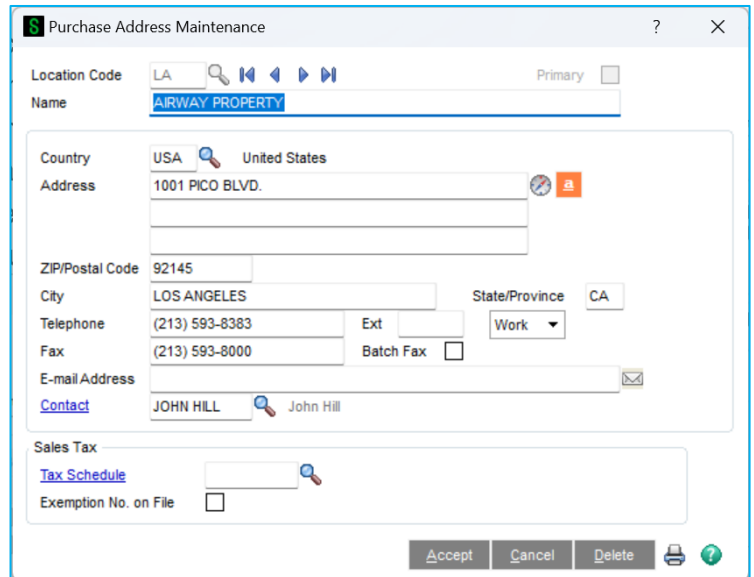 S Purchase Address Maintenance ? X
Location Code LA Primary
Name AIRWAY PROPERTY
Country USA United States
Address 1001 PICO BLVD. a
ZIP/Postal Code 92145
City LOS ANGELES State/Province CA
Telephone (213) 593-8383 Ext Work
Fax (213) 593-8000 Batch Fax
E-mail Address
Contact JOHN HILL John Hill
Sales Tax
Tax Schedule
Exemption No. on File
Accept Cancel Delete ?